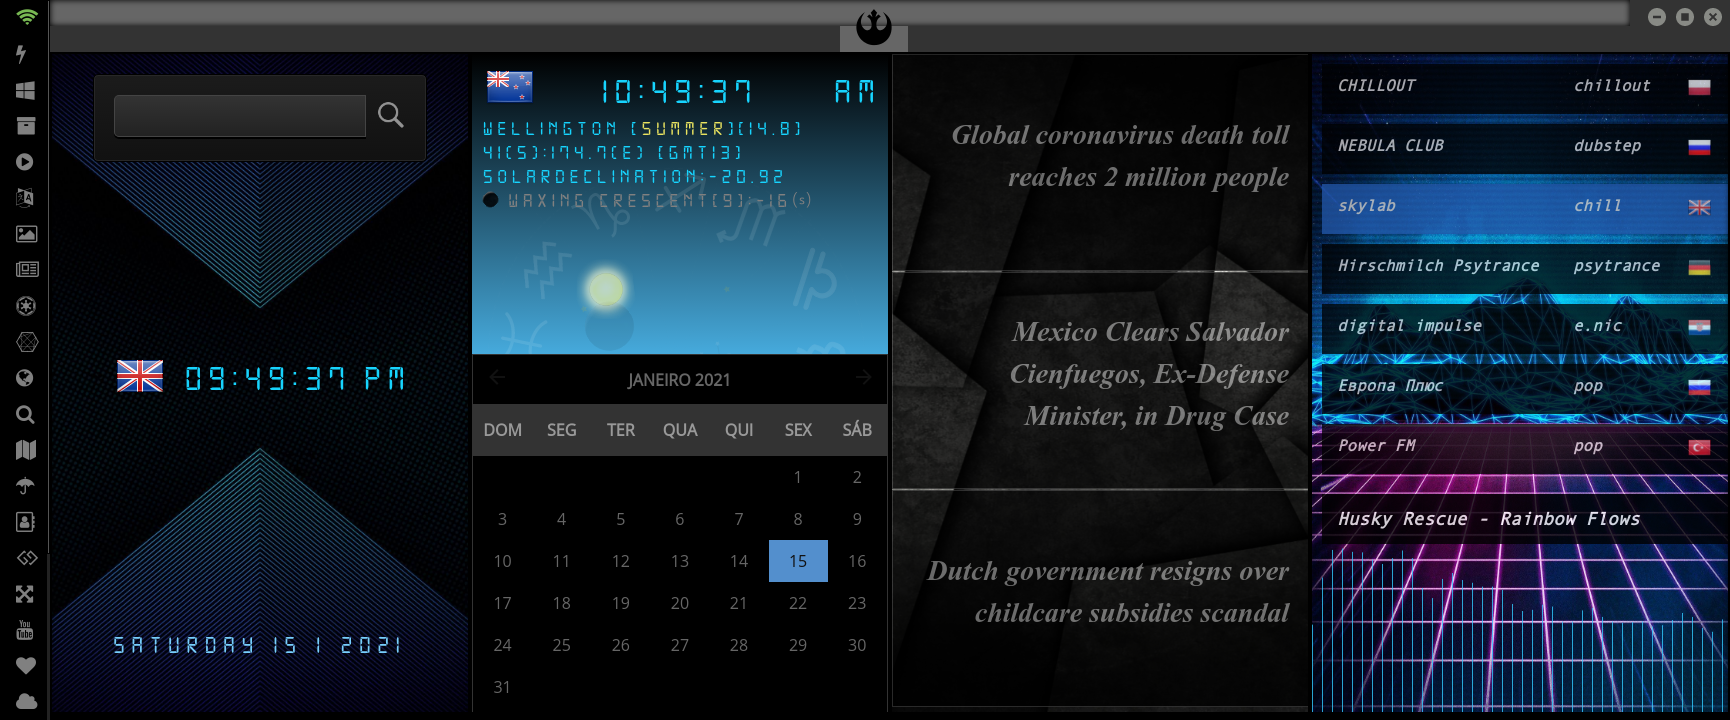 09:49:37 PM
SATURDAY 15 1 2021
10:49:37 AM
WELLINGTON [SUMMER][14.8]
41(S):174.7(E) [GMT13]
SOLARDECLINATION:-20.92
WAXING CRESCENT[9]:-16(s)
JANEIRO 2021
DOM SEG TER QUA QUI SEX SÁB
1 2
3 4 5 6 7 8 9
10 11 12 13 14 15 16
17 18 19 20 21 22 23
24 25 26 27 28 29 30
31
Global coronavirus death toll
reaches 2 million people
Mexico Clears Salvador
Cienfuegos, Ex-Defense
Minister, in Drug Case
Dutch government resigns over
childcare subsidies scandal
CHILLOUT chillout
NEBULA CLUB dubstep
skylab chill
Hirschmilch Psytrance psytrance
digital impulse e.nic
Европа Плюс pop
Power FM pop
Husky Rescue - Rainbow Flows
You
Tube